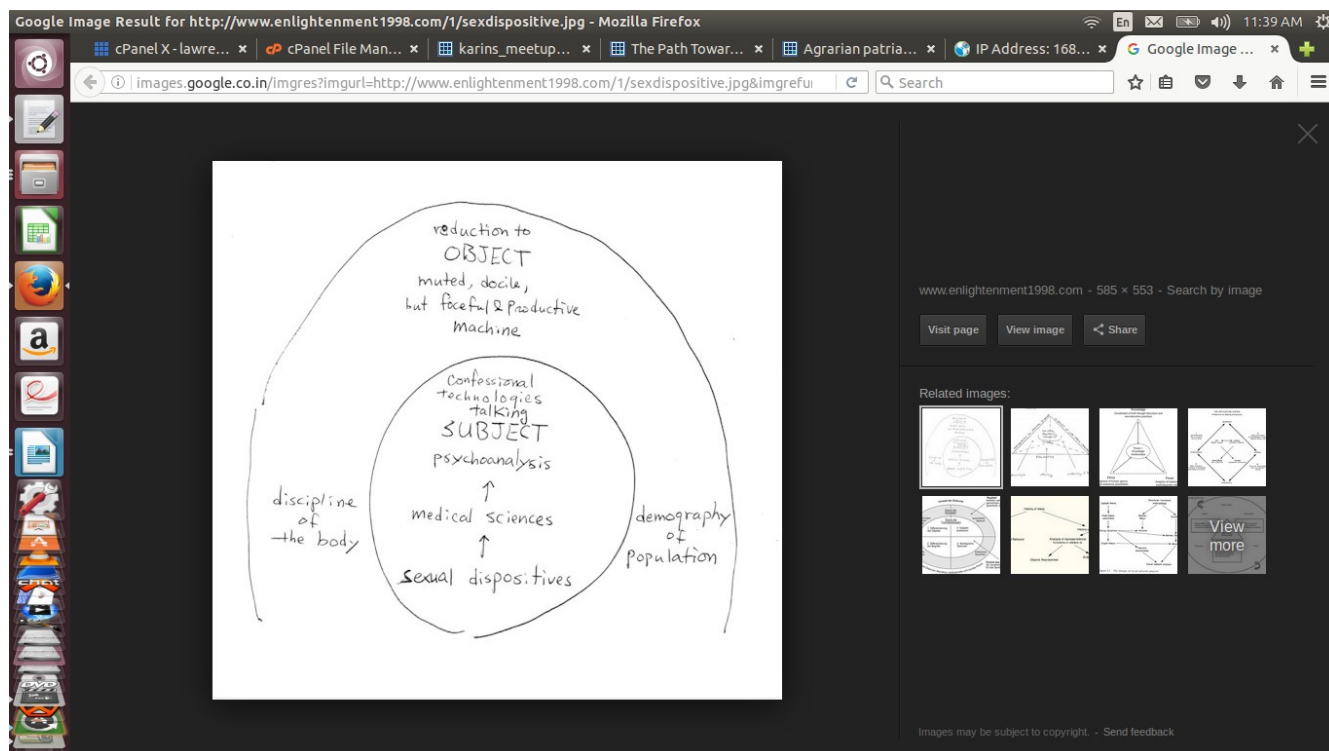 Google Image Result for http://www.enlightenment1998.com/1/sexdispositive.jpg - Mozilla Firefox
En
11:39 AM
cPanel X - lawre...
cPanel File Man...
karins_meetup...
The Path Towar...
Agrarian patria...
IP Address: 168...
Google Image ...
images.google.co.in/imgres?imgurl=http://www.enlightenment1998.com/1/sexdispositive.jpg&imgrefu
Search
reduction to
OBJECT
muted, docile,
but foceful & Productive
machine
Confessional
technologies
talking
SUBJECT
psychoanalysis
medical sciences
sexual dispositives
discipline
of
the body
demography
of
population
www.enlightenment1998.com - 585 × 553 - Search by image
Visit page
View image
Share
Related images:
View
more
Images may be subject to copyright. - Send feedback